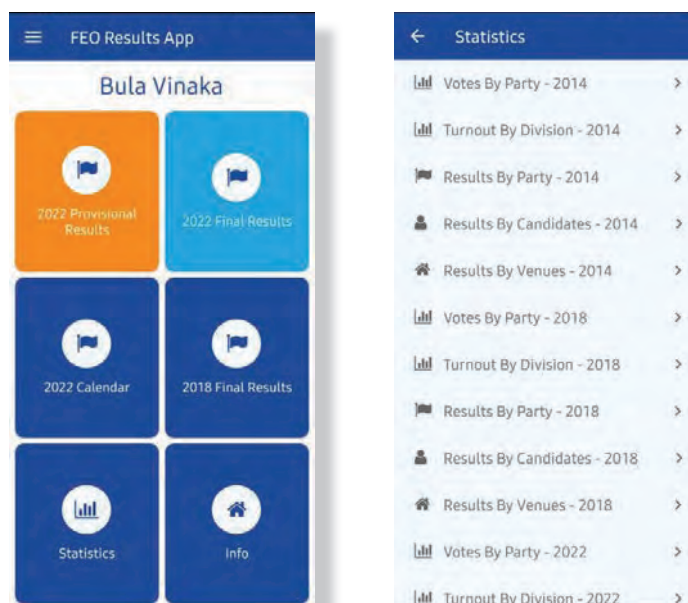 FEO Results App
Bula Vinaka
2022 Provisional
Results
2022 Final Results
2022 Calendar
2018 Final Results
Statistics
Info
Statistics
Votes By Party - 2014
Turnout By Division - 2014
Results By Party - 2014
Results By Candidates - 2014
Results By Venues - 2014
Votes By Party - 2018
Turnout By Division - 2018
Results By Party - 2018
Results By Candidates - 2018
Results By Venues - 2018
Votes By Party - 2022
Turnout By Division - 2022